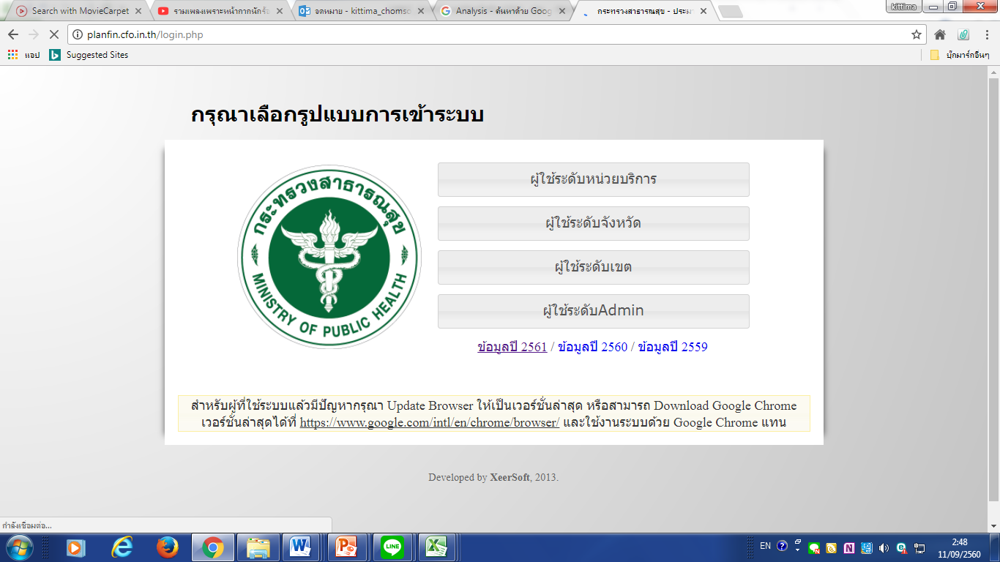 Search with MovieCarpet
รวมเพลงเพราะหน้ากากนักร้อ
จดหมาย - kittima_chomso
Analysis - ค้นหาด้วย Goog
กระทรวงสาธารณสุข - ประมา
kittima
planfin.cfo.in.th/login.php
แอป
Suggested Sites
บุ๊กมาร์กอื่นๆ
กรุณาเลือกรูปแบบการเข้าระบบ
กระทรวงสาธารณสุข
MINISTRY OF PUBLIC HEALTH
ผู้ใช้ระดับหน่วยบริการ
ผู้ใช้ระดับจังหวัด
ผู้ใช้ระดับเขต
ผู้ใช้ระดับAdmin
ข้อมูลปี 2561 / ข้อมูลปี 2560 / ข้อมูลปี 2559
สำหรับผู้ที่ใช้ระบบแล้วมีปัญหากรุณา Update Browser ให้เป็นเวอร์ชั่นล่าสุด หรือสามารถ Download Google Chrome
เวอร์ชั่นล่าสุดได้ที่ https://www.google.com/intl/en/chrome/browser/ และใช้งานระบบด้วย Google Chrome แทน
Developed by XeerSoft, 2013.
กำลังเชื่อมต่อ...
LINE
EN
2:48
11/09/2560